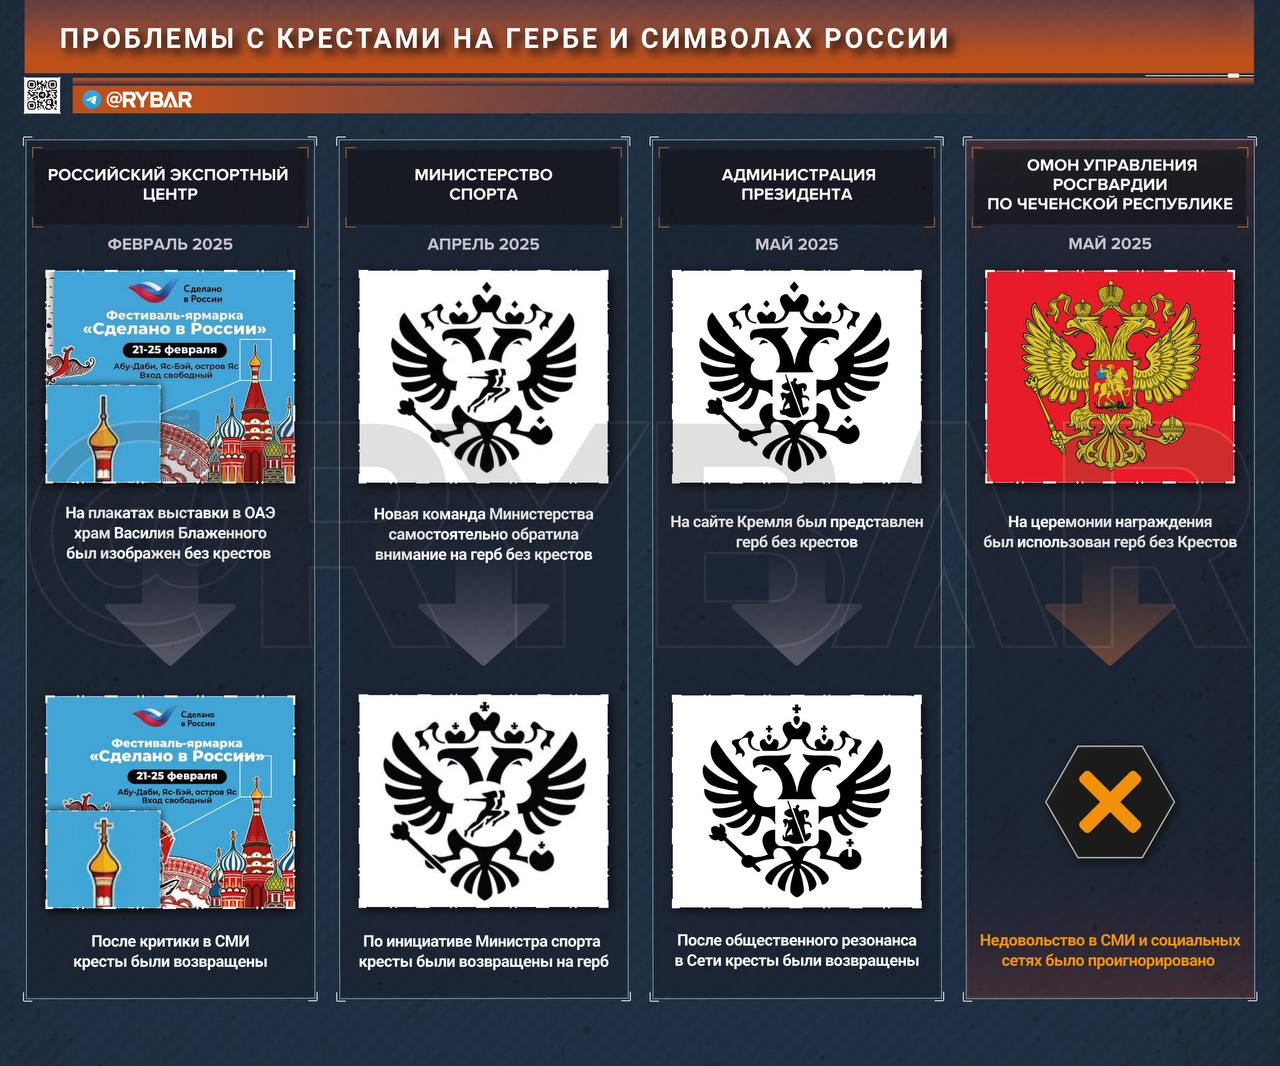 ПРОБЛЕМЫ С КРЕСТАМИ НА ГЕРБЕ И СИМВОЛАХ РОССИИ
@RYBAR
РОССИЙСКИЙ ЭКСПОРТНЫЙ
ЦЕНТР
ФЕВРАЛЬ 2025
Сделано
в России
Фестиваль-ярмарка
«Сделано в России»
21-25 февраля
Абу-Даби, Яс-Бэй, остров Яс
Вход свободный
На плакатах выставки в ОАЭ
храм Василия Блаженного
был изображен без крестов
Сделано
в России
Фестиваль-ярмарка
«Сделано в России»
21-25 февраля
Абу-Даби, Яс-Бэй, остров Яс
Вход свободный
После критики в СМИ
кресты были возвращены
МИНИСТЕРСТВО
СПОРТА
АПРЕЛЬ 2025
Новая команда Министерства
самостоятельно обратила
внимание на герб без крестов
По инициативе Министра спорта
кресты были возвращены на герб
АДМИНИСТРАЦИЯ
ПРЕЗИДЕНТА
МАЙ 2025
На сайте Кремля был представлен
герб без крестов
После общественного резонанса
в Сети кресты были возвращены
ОМОН УПРАВЛЕНИЯ
РОСГВАРДИИ
ПО ЧЕЧЕНСКОЙ РЕСПУБЛИКЕ
МАЙ 2025
На церемонии награждения
был использован герб без Крестов
Недовольство в СМИ и социальных
сетях было проигнорировано
@RYBAR